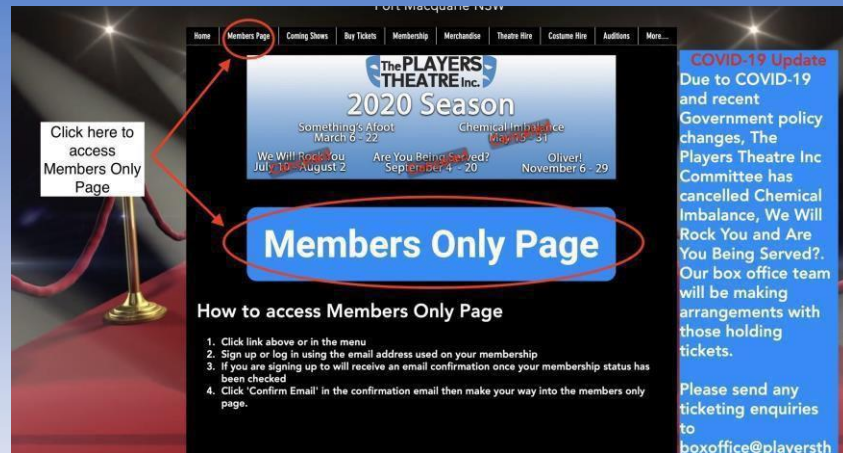 Port Macquarie NSW
Home Members Page Coming Shows Buy Tickets Membership Merchandise Theatre Hire Costume Hire Auditions More...
The PLAYERS
THEATRE Inc.
2020 Season
Something's Afoot
March 6 - 22
Chemical Imbalance
May 15 - 31
We Will Rock You
July 10 - August 2
Are You Being Served?
September 4 - 20
Oliver!
November 6 - 29
Click here to
access
Members Only
Page
Members Only Page
How to access Members Only Page
1. Click link above or in the menu
2. Sign up or log in using the email address used on your membership
3. If you are signing up to will receive an email confirmation once your membership status has
been checked
4. Click 'Confirm Email' in the confirmation email then make your way into the members only
page.
COVID-19 Update
Due to COVID-19
and recent
Government policy
changes, The
Players Theatre Inc
Committee has
cancelled Chemical
Imbalance, We Will
Rock You and Are
You Being Served?.
Our box office team
will be making
arrangements with
those holding
tickets.
Please send any
ticketing enquiries
to
boxoffice@playersth